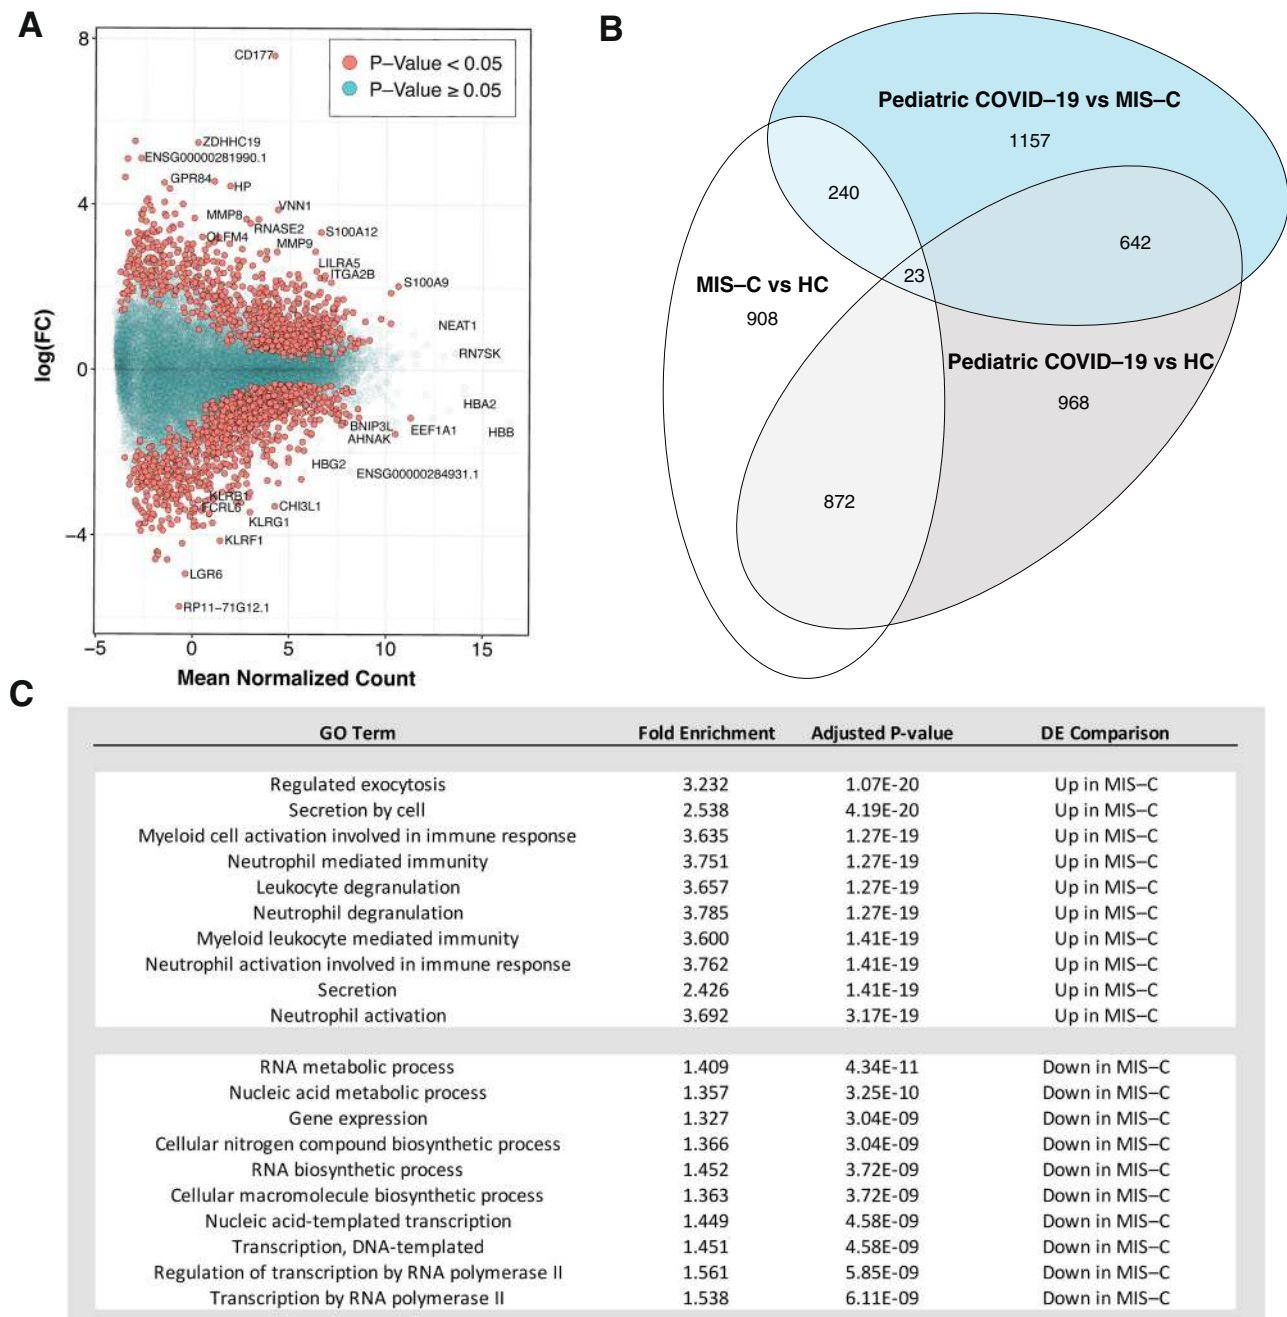 A
8
4
0
−4
log(FC)
−5
0
5
10
15
Mean Normalized Count
P−Value < 0.05
P−Value ≥ 0.05
CD177
ZDHHC19
ENSG00000281990.1
GPR84
HP
VNN1
MMP8
RNASE2
S100A12
OLFM4
MMP9
LILRA5
ITGA2B
S100A9
NEAT1
RN7SK
HBA2
BNIP3L
EEF1A1
HBB
AHNAK
HBG2
ENSG00000284931.1
KLRB1
FCRL6
CHI3L1
KLRG1
KLRF1
LGR6
RP11−71G12.1
B
Pediatric COVID−19 vs MIS−C
1157
240
642
23
MIS−C vs HC
908
Pediatric COVID−19 vs HC
968
872
C
GO Term Fold Enrichment Adjusted P-value DE Comparison
Regulated exocytosis 3.232 1.07E-20 Up in MIS–C
Secretion by cell 2.538 4.19E-20 Up in MIS–C
Myeloid cell activation involved in immune response 3.635 1.27E-19 Up in MIS–C
Neutrophil mediated immunity 3.751 1.27E-19 Up in MIS–C
Leukocyte degranulation 3.657 1.27E-19 Up in MIS–C
Neutrophil degranulation 3.785 1.27E-19 Up in MIS–C
Myeloid leukocyte mediated immunity 3.600 1.41E-19 Up in MIS–C
Neutrophil activation involved in immune response 3.762 1.41E-19 Up in MIS–C
Secretion 2.426 1.41E-19 Up in MIS–C
Neutrophil activation 3.692 3.17E-19 Up in MIS–C
RNA metabolic process 1.409 4.34E-11 Down in MIS–C
Nucleic acid metabolic process 1.357 3.25E-10 Down in MIS–C
Gene expression 1.327 3.04E-09 Down in MIS–C
Cellular nitrogen compound biosynthetic process 1.366 3.04E-09 Down in MIS–C
RNA biosynthetic process 1.452 3.72E-09 Down in MIS–C
Cellular macromolecule biosynthetic process 1.363 3.72E-09 Down in MIS–C
Nucleic acid-templated transcription 1.449 4.58E-09 Down in MIS–C
Transcription, DNA-templated 1.451 4.58E-09 Down in MIS–C
Regulation of transcription by RNA polymerase II 1.561 5.85E-09 Down in MIS–C
Transcription by RNA polymerase II 1.538 6.11E-09 Down in MIS–C